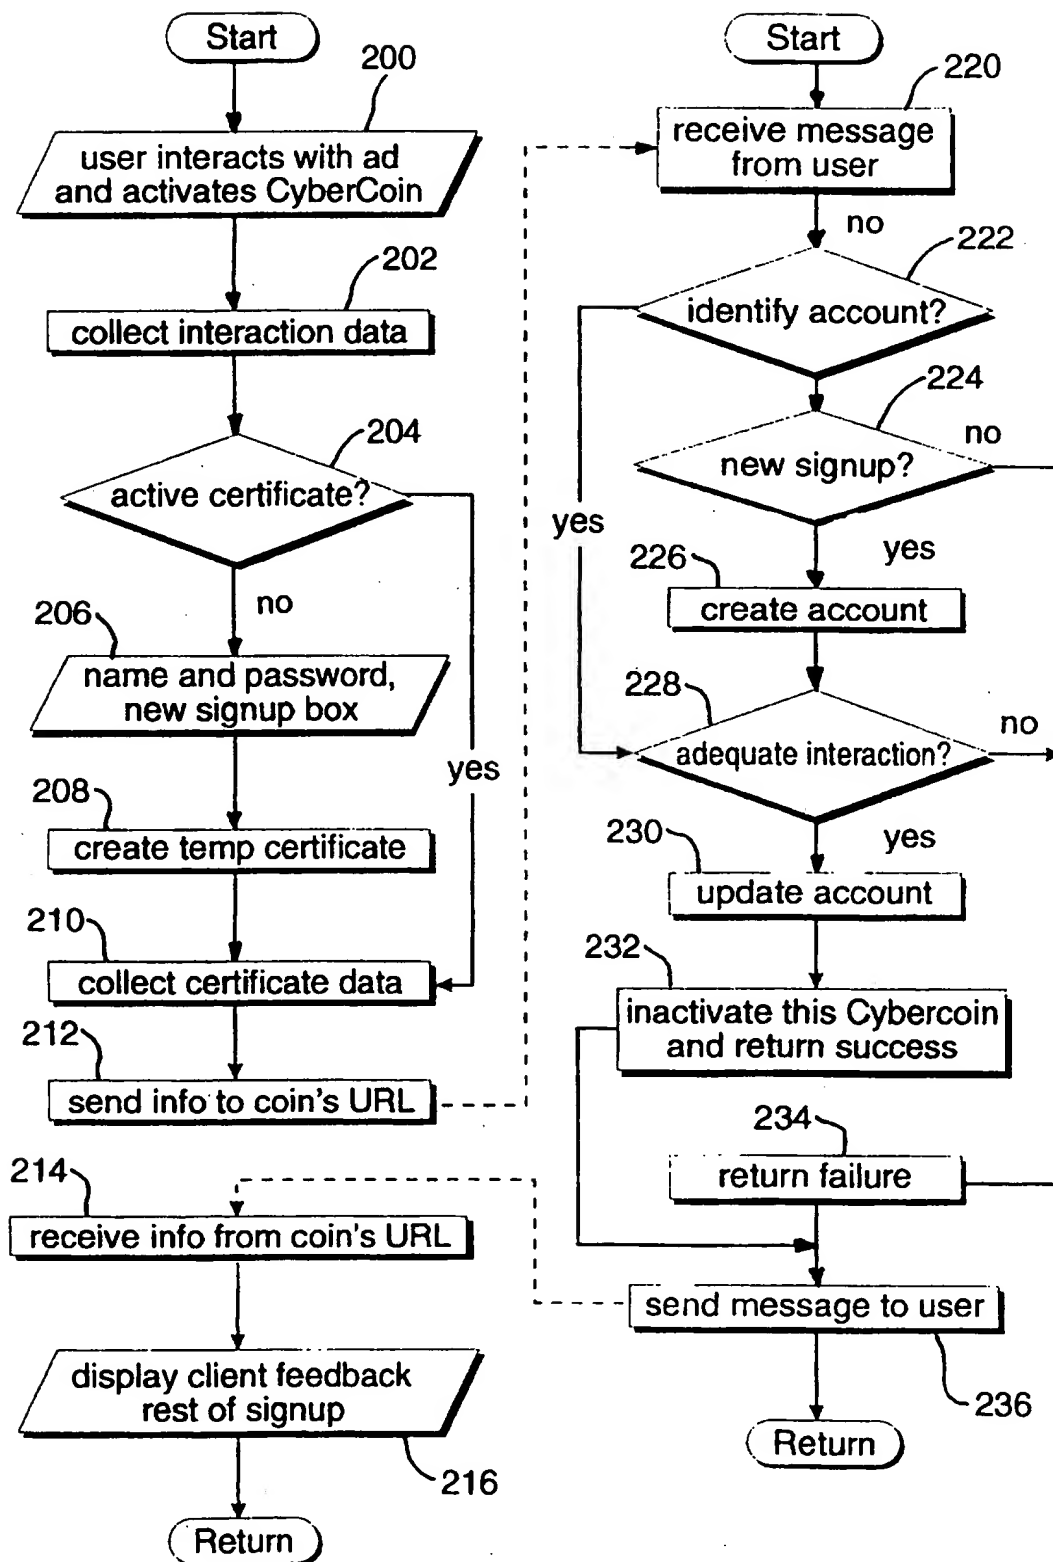 Start
200
user interacts with ad
and activates CyberCoin
202
collect interaction data
204
active certificate?
no
yes
206
name and password,
new signup box
208
create temp certificate
210
collect certificate data
212
send info to coin's URL
214
receive info from coin's URL
display client feedback
rest of signup
216
Return
Start
220
receive message
from user
no
222
identify account?
224
new signup?
no
yes
yes
226
create account
228
adequate interaction?
no
yes
230
update account
232
inactivate this Cybercoin
and return success
234
return failure
send message to user
236
Return